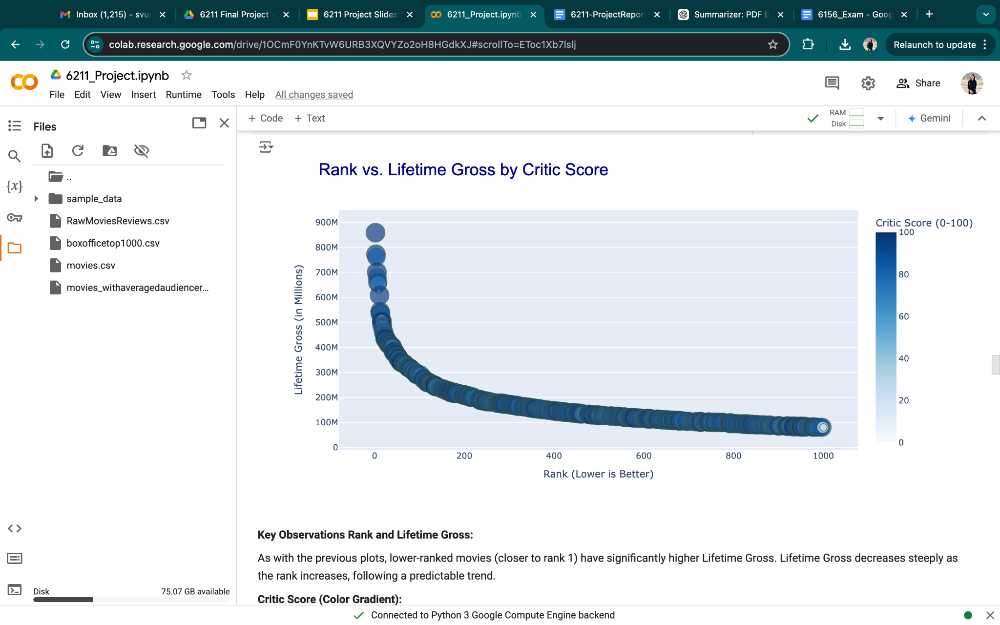 Inbox (1,215) - svu
6211 Final Project -
6211 Project Slides
6211_Project.ipynb
6211-ProjectRepor
Summarizer: PDF B
6156_Exam - Goog
colab.research.google.com/drive/1OCmF0YnKTvW6URB3XQVYZo2oH8HGdkXJ#scrollTo=EToc1Xb7lslj
Relaunch to update
6211_Project.ipynb
File Edit View Insert Runtime Tools Help All changes saved
Share
Files
+ Code + Text
RAM
Disk
Gemini
{x}
..
sample_data
RawMoviesReviews.csv
boxofficetop1000.csv
movies.csv
movies_withaveragedaudiencer...
Disk 75.07 GB available
Rank vs. Lifetime Gross by Critic Score
900M
800M
700M
600M
500M
400M
300M
200M
100M
0
Lifetime Gross (in Millions)
0 200 400 600 800 1000
Rank (Lower is Better)
Critic Score (0-100)
100
80
60
40
20
0
Key Observations Rank and Lifetime Gross:
As with the previous plots, lower-ranked movies (closer to rank 1) have significantly higher Lifetime Gross. Lifetime Gross decreases steeply as
the rank increases, following a predictable trend.
Critic Score (Color Gradient):
Connected to Python 3 Google Compute Engine backend